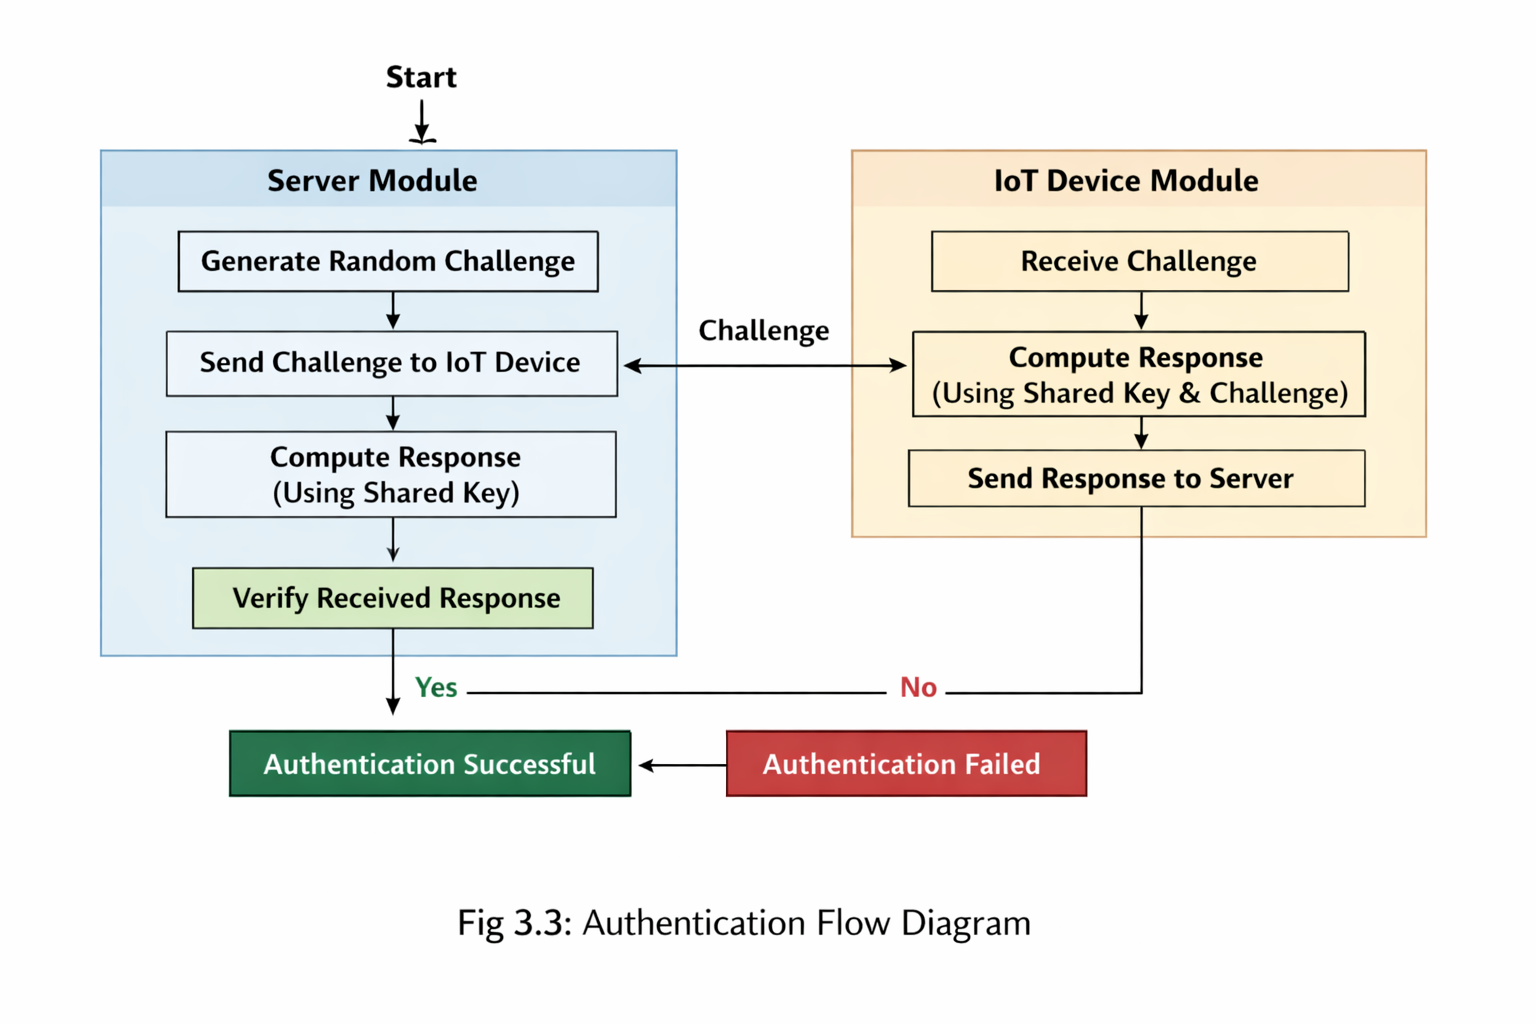 Start
Server Module
Generate Random Challenge
Send Challenge to IoT Device
Compute Response
(Using Shared Key)
Verify Received Response
Challenge
IoT Device Module
Receive Challenge
Compute Response
(Using Shared Key & Challenge)
Send Response to Server
Yes
No
Authentication Successful
Authentication Failed
Fig 3.3: Authentication Flow Diagram